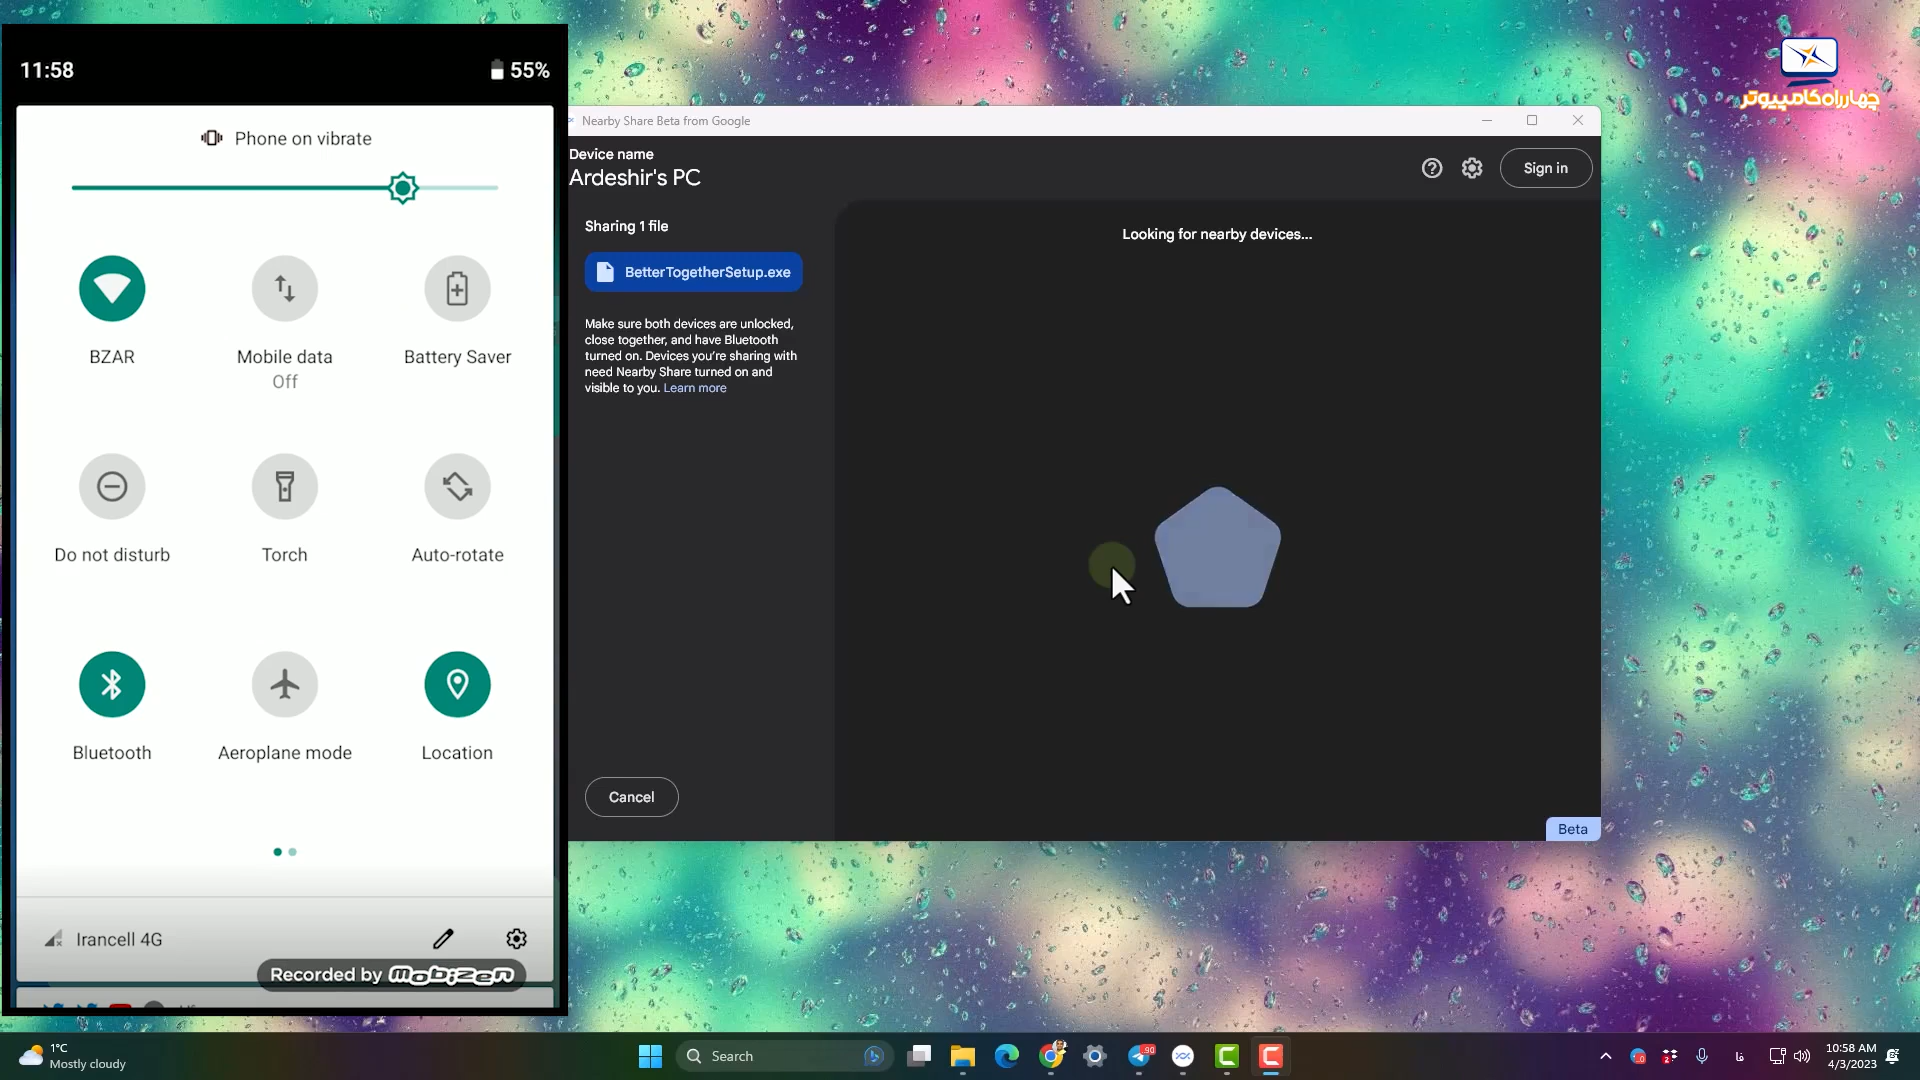 11:58
55%
Phone on vibrate
BZAR
Mobile data
Off
Battery Saver
Do not disturb
Torch
Auto-rotate
Bluetooth
Aeroplane mode
Location
Irancell 4G
Recorded by mobizen
Nearby Share Beta from Google
Device name
Ardeshir's PC
Sign in
Sharing 1 file
BetterTogetherSetup.exe
Make sure both devices are unlocked,
close together, and have Bluetooth
turned on. Devices you're sharing with
need Nearby Share turned on and
visible to you. Learn more
Cancel
Looking for nearby devices...
Beta
چهارراه کامپیوتر
1°C
Mostly cloudy
Search
90
فا
10:58 AM
4/3/2023